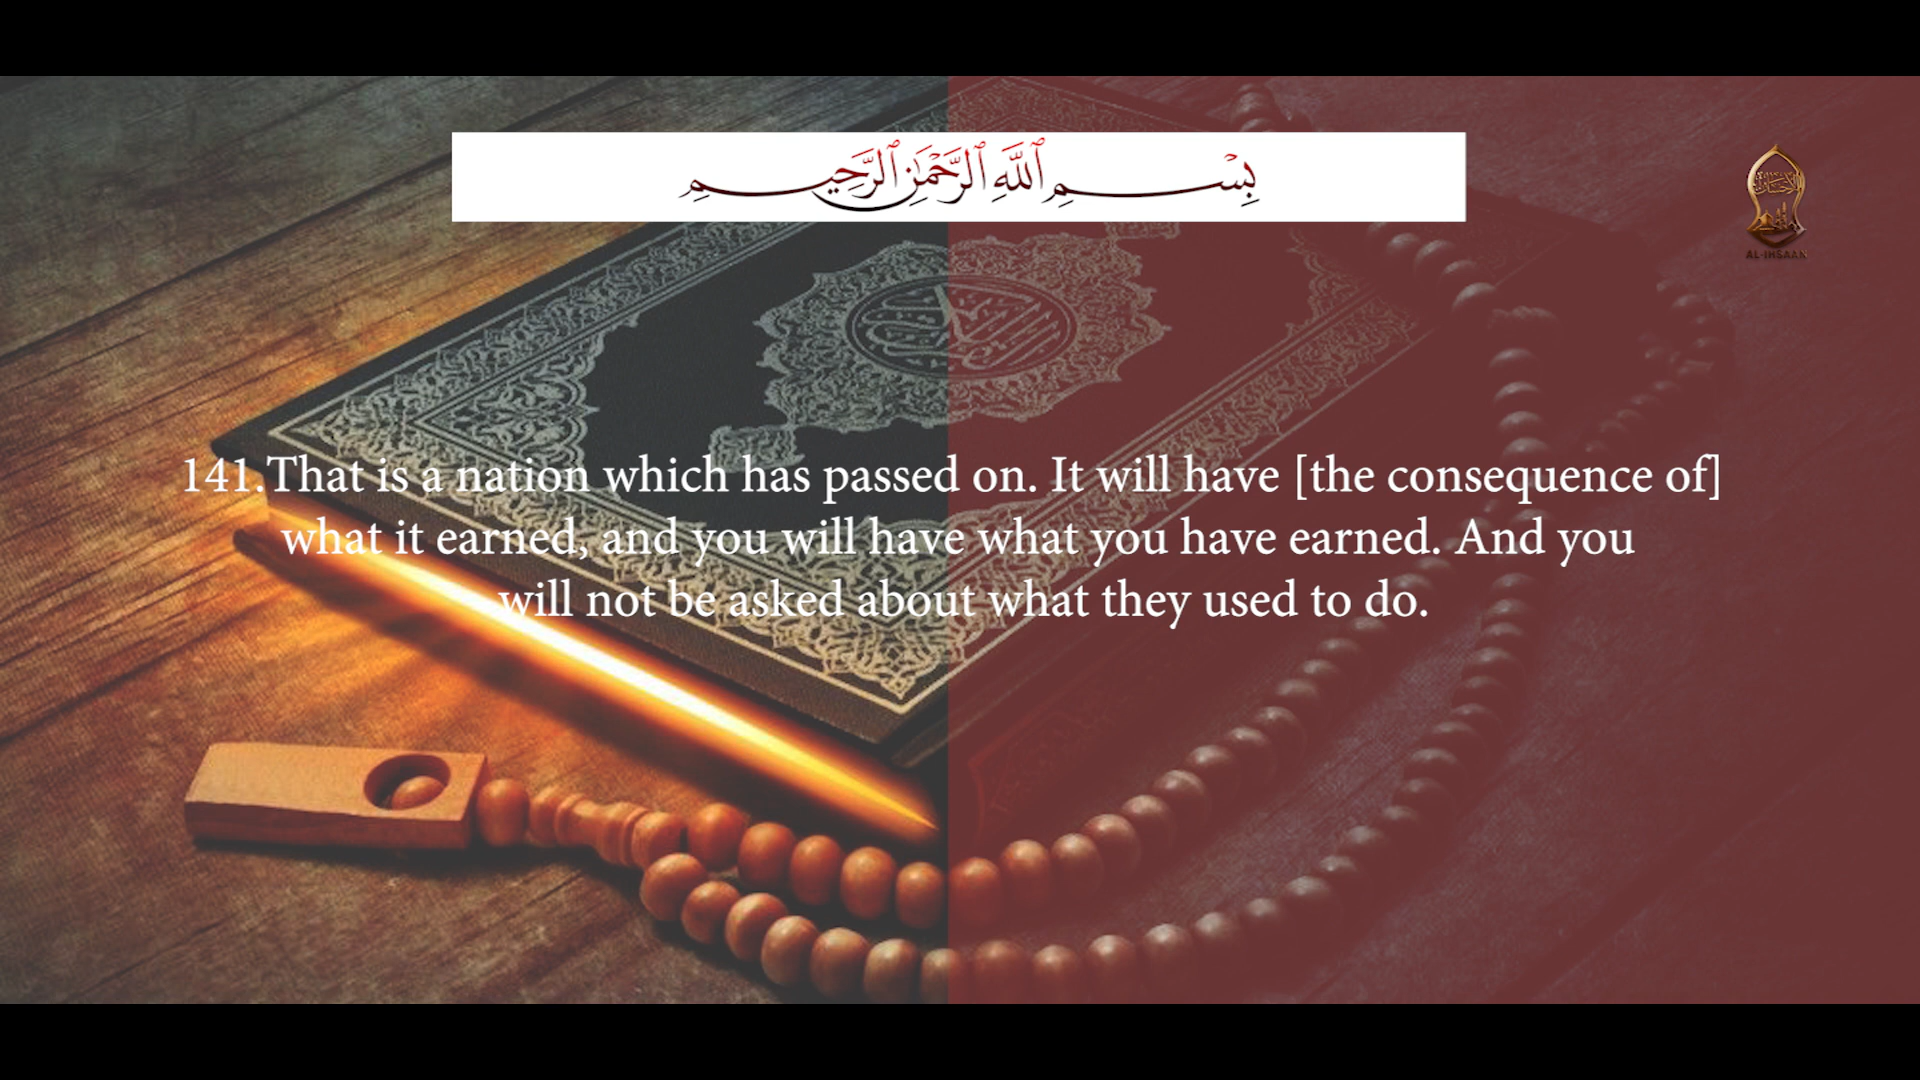 بِسْمِ ٱللَّهِ ٱلرَّحْمَٰنِ ٱلرَّحِيمِ
AL-IHSAAN
141.That is a nation which has passed on. It will have [the consequence of]
what it earned, and you will have what you have earned. And you
will not be asked about what they used to do.